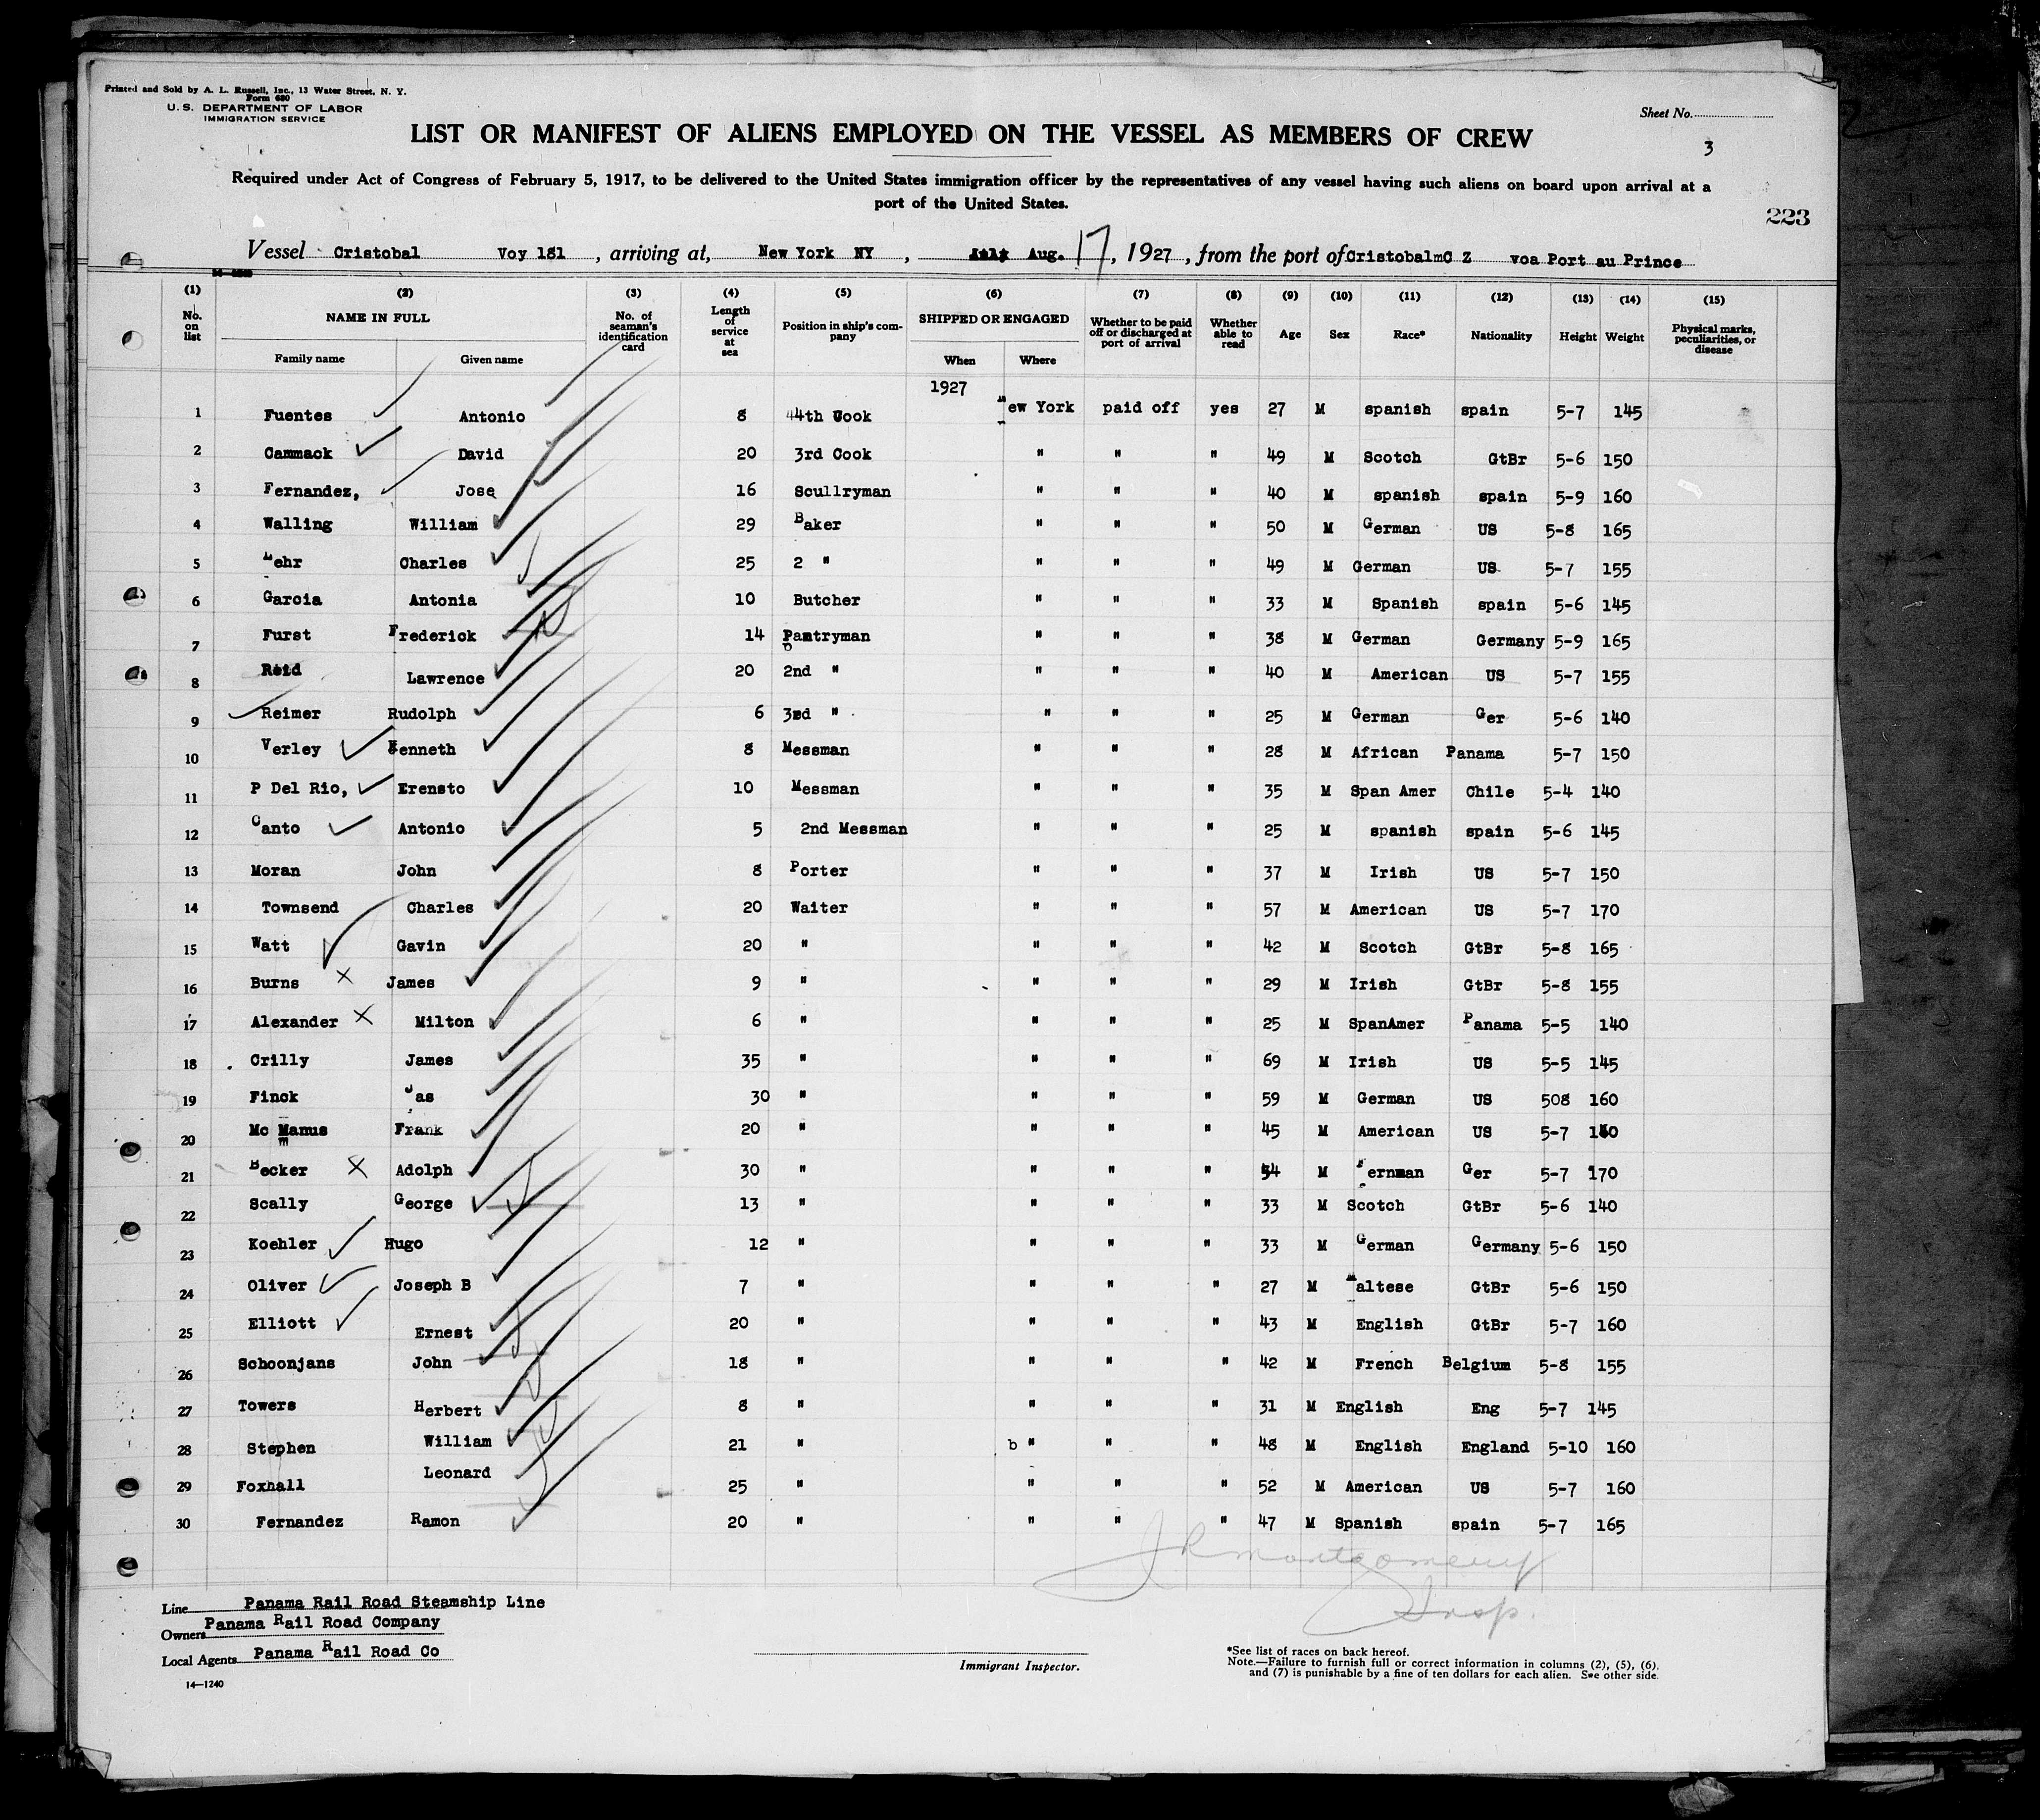 Printed and Sold by A. L. Russell, Inc., 13 Water Street, N. Y.
Form 680
U. S. DEPARTMENT OF LABOR
IMMIGRATION SERVICE
Sheet No.
3
LIST OR MANIFEST OF ALIENS EMPLOYED ON THE VESSEL AS MEMBERS OF CREW
Required under Act of Congress of February 5, 1917, to be delivered to the United States immigration officer by the representatives of any vessel having such aliens on board upon arrival at a
port of the United States.
223
Vessel Cristobal Voy 181 , arriving at, New York NY , Aug. 17, 1927 , from the port of CristobalmC Z voa Port au Prince
(1) (2) (3) (4) (5) (6) (7) (8) (9) (10) (11) (12) (13) (14) (15)
No. on list NAME IN FULL Family name Given name No. of seaman's identification card Length of service at sea Position in ship's company SHIPPED OR ENGAGED When Where Whether to be paid off or discharged at port of arrival Whether able to read Age Sex Race* Nationality Height Weight Physical marks, peculiarities, or disease
1927
1 Fuentes Antonio 8 44th Cook New York paid off yes 27 M spanish spain 5-7 145
2 Cammack David 20 3rd Cook " " " 49 M Scotch GtBr 5-6 150
3 Fernandez, Jose 16 Scullryman " " " 40 M spanish spain 5-9 160
4 Walling William 29 Baker " " " 50 M German US 5-8 165
5 ehr Charles 25 2 " " " " 49 M German US 5-7 155
6 Garcia Antonia 10 Butcher " " " 33 M Spanish spain 5-6 145
7 Furst Frederick 14 Pantryman " " " 38 M German Germany 5-9 165
8 Reid Lawrence 20 2nd " " " " 40 M American US 5-7 155
9 Reimer Rudolph 6 3rd " " " " 25 M German Ger 5-6 140
10 Verley Kenneth 8 Messman " " " 28 M African Panama 5-7 150
11 P Del Rio, Erensto 10 Messman " " " 35 M Span Amer Chile 5-4 140
12 Canto Antonio 5 2nd Messman " " " 25 M spanish spain 5-6 145
13 Moran John 8 Porter " " " 37 M Irish US 5-7 150
14 Townsend Charles 20 Waiter " " " 57 M American US 5-7 170
15 Watt Gavin 20 " " " " 42 M Scotch GtBr 5-8 165
16 Burns James 9 " " " " 29 M Irish GtBr 5-8 155
17 Alexander Milton 6 " " " " 25 M SpanAmer Panama 5-5 140
18 Crilly James 35 " " " " 69 M Irish US 5-5 145
19 Finck Jas 30 " " " " 59 M German US 508 160
20 Mc Manus Frank 20 " " " " 45 M American US 5-7
21 Becker Adolph 30 " " " " 54 M Ger 5-7 170
22 Scally George 13 " " " " 33 M Scotch GtBr 5-6 140
23 Koehler Hugo 12 " " " " 33 M German Germany 5-6 150
24 Oliver Joseph B 7 " " " " 27 M Maltese GtBr 5-6 150
25 Elliott Ernest 20 " " " " 43 M English GtBr 5-7 160
26 Schoonjans John 18 " " " " 42 M French Belgium 5-8 155
27 Towers Herbert 8 " " " " 31 M English Eng 5-7 145
28 Stephen William 21 " b " " " 48 M English England 5-10 160
29 Foxhall Leonard 25 " " " " 52 M American US 5-7 160
30 Fernandez Ramon 20 " " " " 47 M Spanish spain 5-7 165
J R Montgomery
Insp.
Line Panama Rail Road Steamship Line
Owners Panama Rail Road Company
Local Agents Panama Rail Road Co
Immigrant Inspector.
*See list of races on back hereof.
Note.—Failure to furnish full or correct information in columns (2), (5), (6),
and (7) is punishable by a fine of ten dollars for each alien. See other side.
14—1240